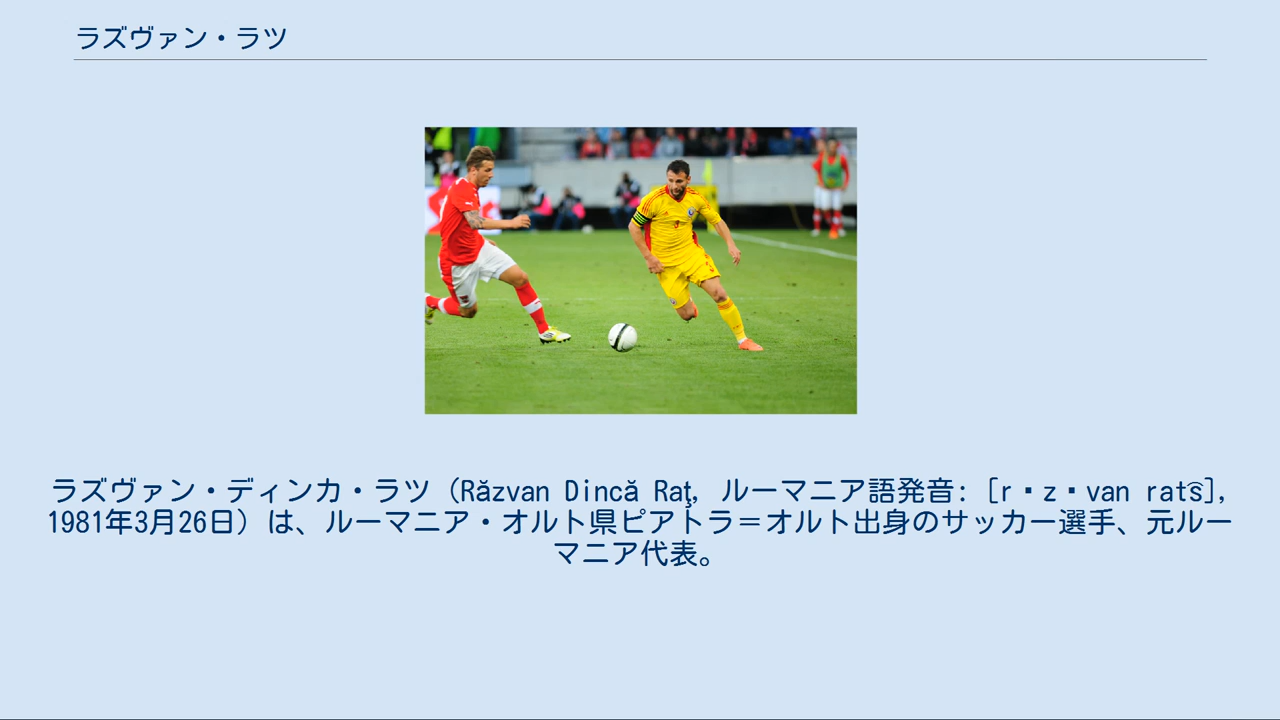 ラズヴァン・ラツ
ラズヴァン・ディンカ・ラツ（Răzvan Dincă Raţ, ルーマニア語発音: [r·z·van rat͡s],
1981年3月26日）は、ルーマニア・オルト県ピアトラ＝オルト出身のサッカー選手、元ルー
マニア代表。